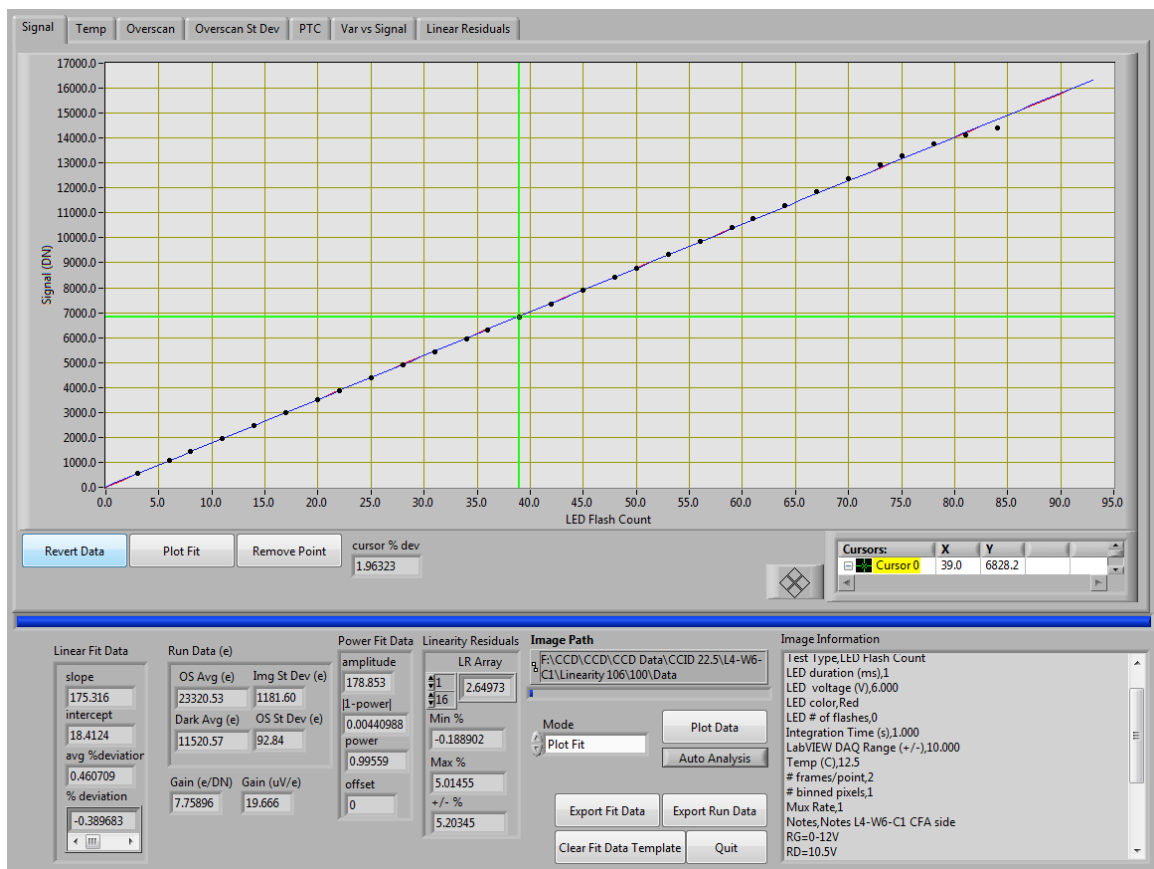 Signal Temp Overscan Overscan St Dev PTC Var vs Signal Linear Residuals
17000.0
16000.0
15000.0
14000.0
13000.0
12000.0
11000.0
10000.0
9000.0
8000.0
7000.0
6000.0
5000.0
4000.0
3000.0
2000.0
1000.0
0.0
Signal (DN)
0.0 5.0 10.0 15.0 20.0 25.0 30.0 35.0 40.0 45.0 50.0 55.0 60.0 65.0 70.0 75.0 80.0 85.0 90.0 95.0
LED Flash Count
Revert Data Plot Fit Remove Point
cursor % dev
1.96323
Cursors: X Y
Cursor 0 39.0 6828.2
Linear Fit Data
slope
175.316
intercept
18.4124
avg %deviation
0.460709
% deviation
-0.389683
Run Data (e)
OS Avg (e) Img St Dev (e)
23320.53 1181.60
Dark Avg (e) OS St Dev (e)
11520.57 92.84
Gain (e/DN) Gain (uV/e)
7.75896 19.666
Power Fit Data
amplitude
178.853
|1-power|
0.00440988
power
0.99559
offset
0
Linearity Residuals
LR Array
1
16
2.64973
Min %
-0.188902
Max %
5.01455
+/- %
5.20345
Image Path
F:\CCD\CCD\CCD Data\CCID 22.5\L4-W6-
C1\Linearity 106\100\Data
Mode
Plot Fit
Plot Data
Auto Analysis
Export Fit Data Export Run Data
Clear Fit Data Template Quit
Image Information
Test Type,LED Flash Count
LED duration (ms),1
LED voltage (V),6.000
LED color,Red
LED # of flashes,0
Integration Time (s),1.000
LabVIEW DAQ Range (+/-),10.000
Temp (C),12.5
# frames/point,2
# binned pixels,1
Mux Rate,1
Notes,Notes L4-W6-C1 CFA side
RG=0-12V
RD=10.5V